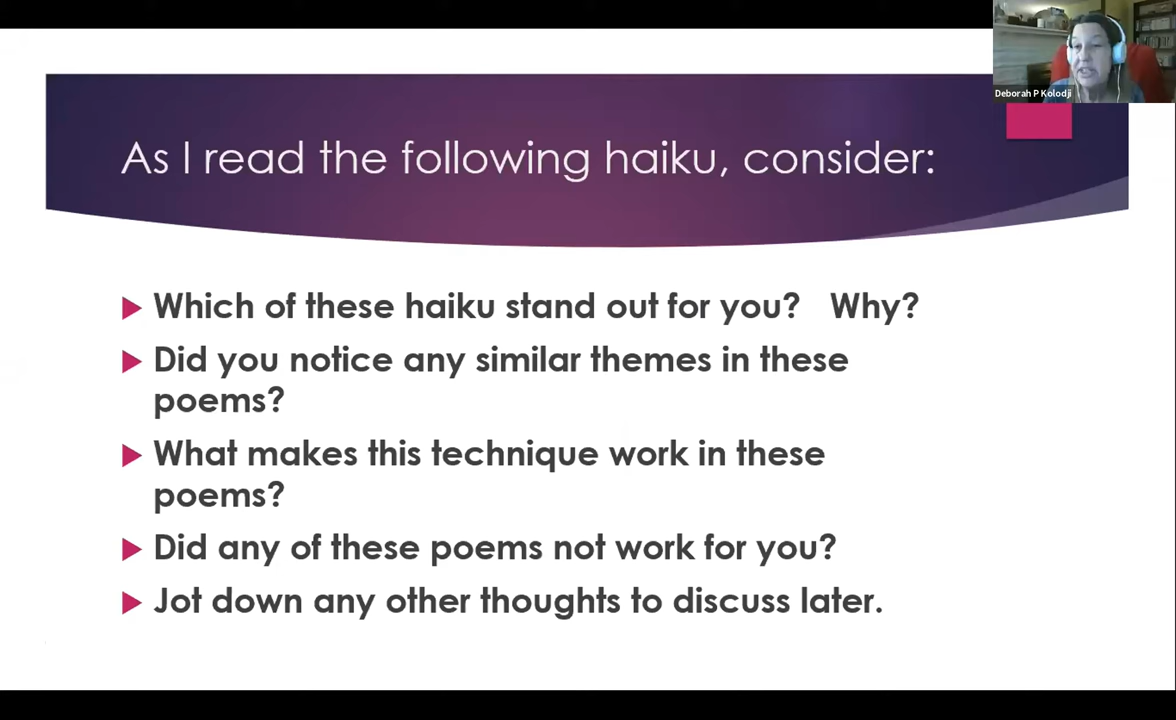 Deborah P Kolodji
As I read the following haiku, consider:
Which of these haiku stand out for you? Why?
Did you notice any similar themes in these
poems?
What makes this technique work in these
poems?
Did any of these poems not work for you?
Jot down any other thoughts to discuss later.